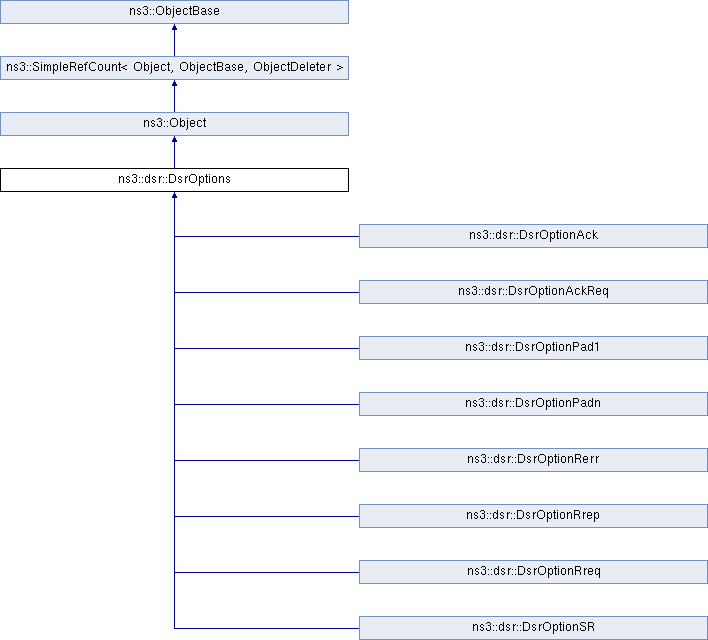 ns3::ObjectBase
ns3::SimpleRefCount< Object, ObjectBase, ObjectDeleter >
ns3::Object
ns3::dsr::DsrOptions
ns3::dsr::DsrOptionAck
ns3::dsr::DsrOptionAckReq
ns3::dsr::DsrOptionPad1
ns3::dsr::DsrOptionPadn
ns3::dsr::DsrOptionRerr
ns3::dsr::DsrOptionRrep
ns3::dsr::DsrOptionRreq
ns3::dsr::DsrOptionSR